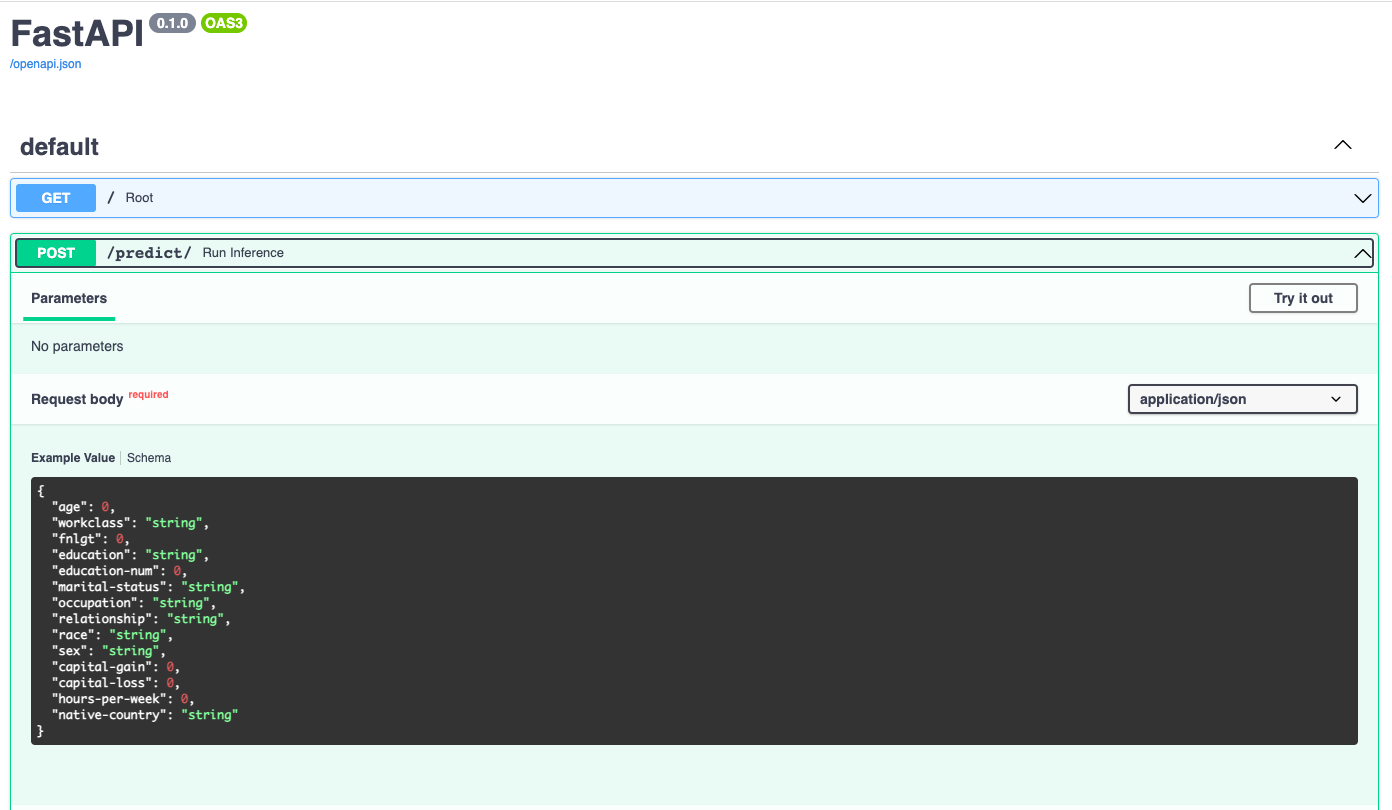 FastAPI 0.1.0 OAS3
/openapi.json
default
GET / Root
POST /predict/ Run Inference
Parameters
Try it out
No parameters
Request body required
application/json
Example Value
Schema
{
"age": 0,
"workclass": "string",
"fnlgt": 0,
"education": "string",
"education-num": 0,
"marital-status": "string",
"occupation": "string",
"relationship": "string",
"race": "string",
"sex": "string",
"capital-gain": 0,
"capital-loss": 0,
"hours-per-week": 0,
"native-country": "string"
}